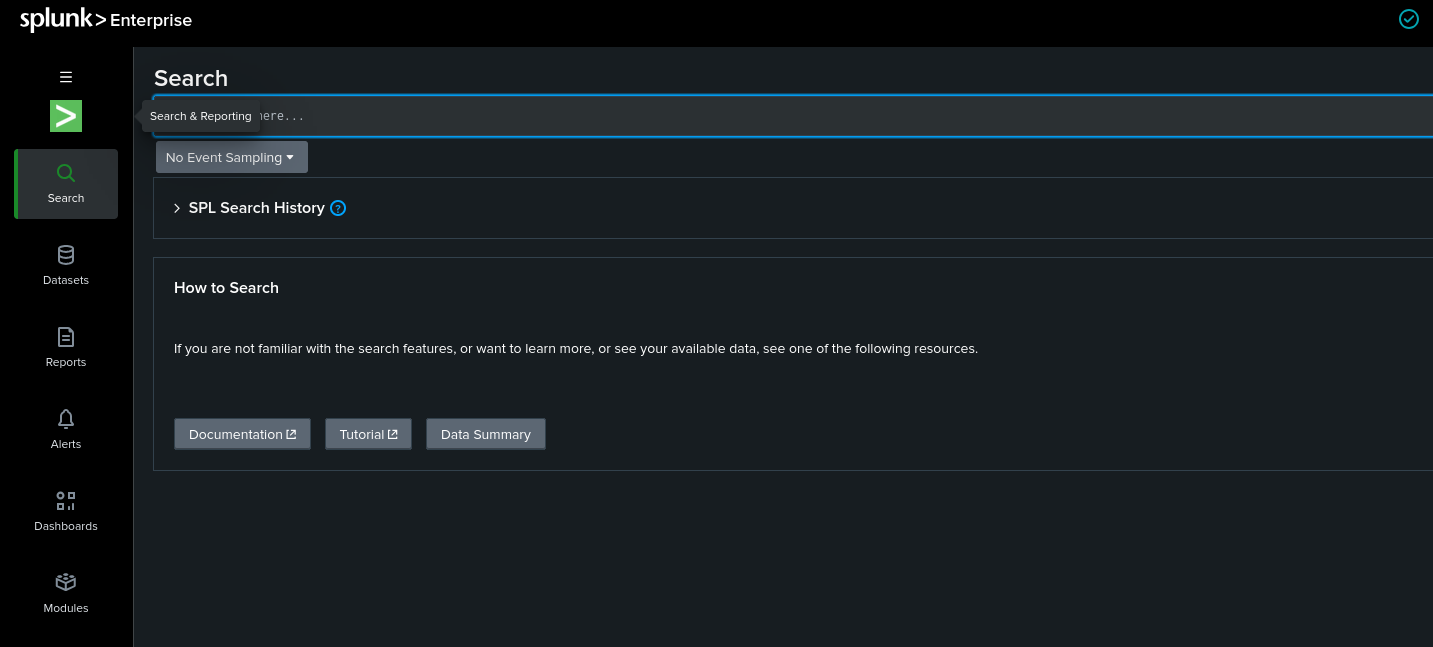 splunk> Enterprise
Search
Search & Reporting
here...
No Event Sampling
SPL Search History ?
How to Search
If you are not familiar with the search features, or want to learn more, or see your available data, see one of the following resources.
Documentation Tutorial Data Summary
Search
Datasets
Reports
Alerts
Dashboards
Modules